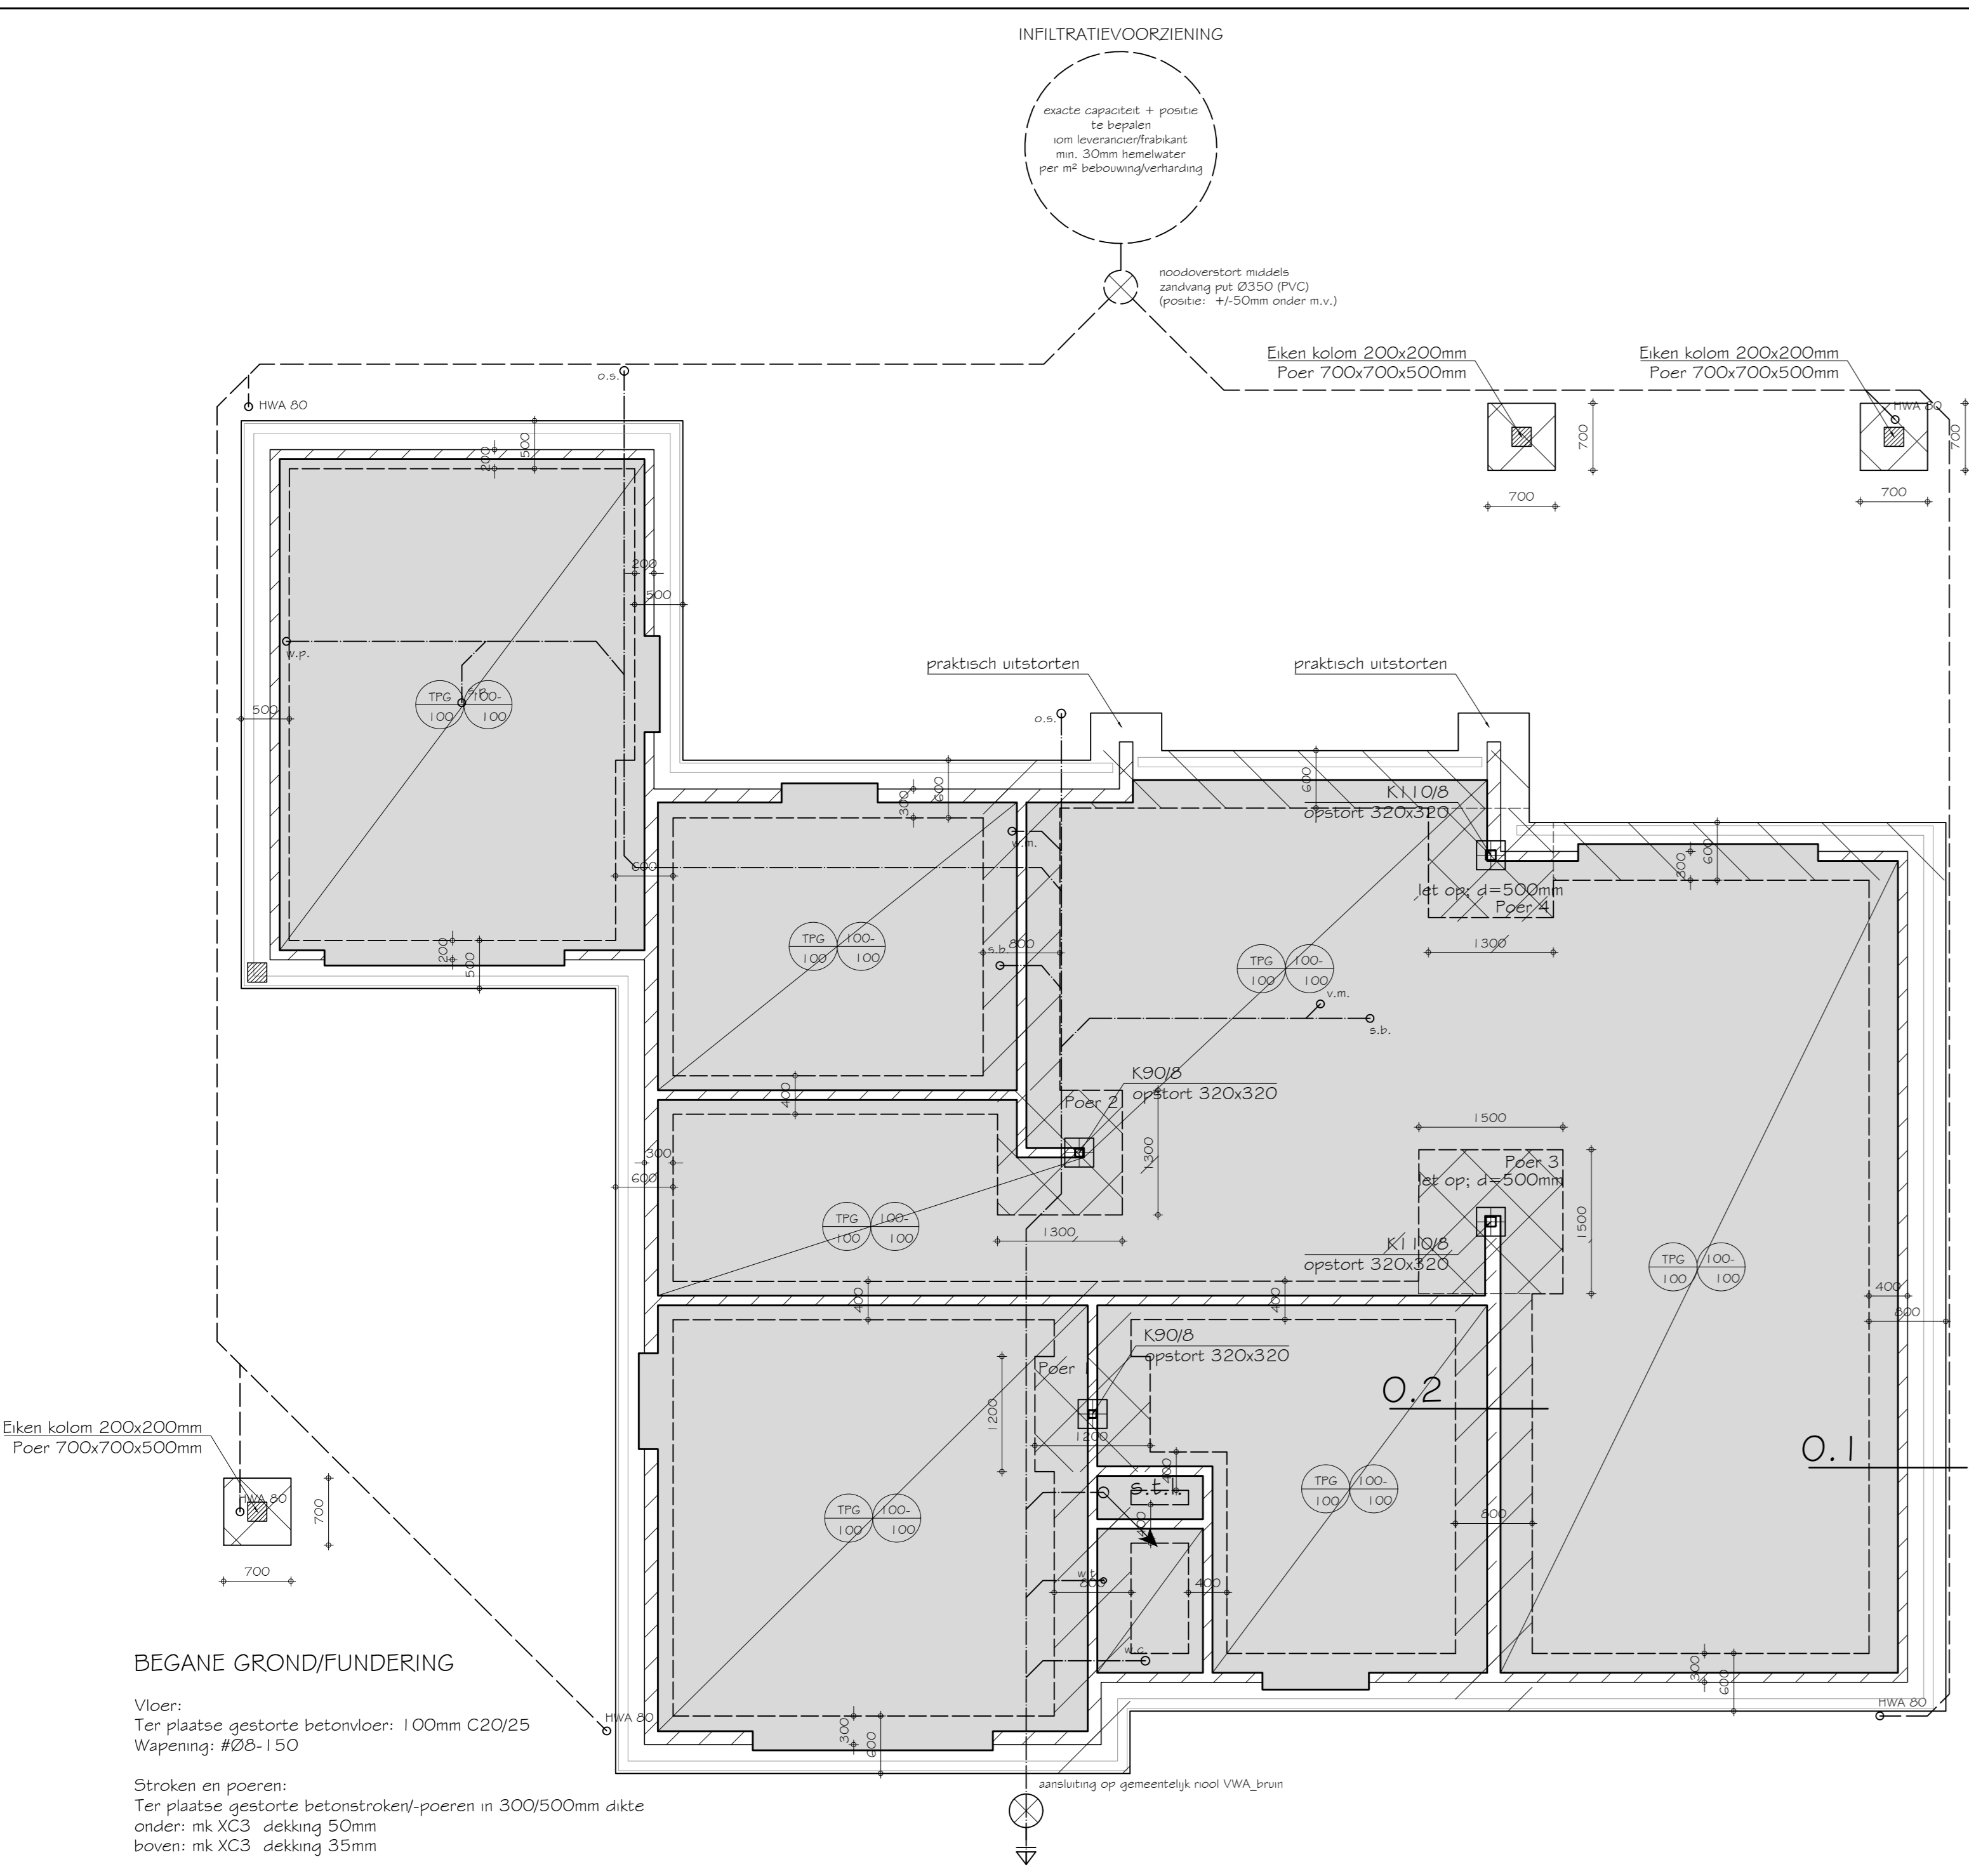 INFILTRATIEVOORZIENING
exacte capaciteit + positie
te bepalen
iom leverancier/frabikant
min. 30mm hemelwater
per m² bebouwing/verharding
noodoverstort middels
zandvang put Ø350 (PVC)
(positie: +/-50mm onder m.v.)
Eiken kolom 200x200mm
Poer 700x700x500mm
Eiken kolom 200x200mm
Poer 700x700x500mm
o.s.
HWA 80
HWA 80
700
700
700
700
500
200
200
500
w.p.
s.p.
TPG
100
100-
100
500
praktisch uitstorten
praktisch uitstorten
o.s.
600
300
600
K110/8
opstort 320x320
w.m.
600
300
600
let op; d=500mm
Poer 4
1300
TPG
100
100-
100
s.b.
800
TPG
100
100-
100
200
500
v.m.
s.b.
K90/8
opstort 320x320
Poer 2
400
1300
1500
300
600
Poer 3
let op; d=500mm
1500
TPG
100
100-
100
1300
K110/8
opstort 320x320
TPG
100
100-
100
400
800
400
400
K90/8
opstort 320x320
Poer
1200
1200
0.2
0.1
400
s.t.
400
TPG
100
100-
100
TPG
100
100-
100
800
w.t.
800
400
w.c.
Eiken kolom 200x200mm
Poer 700x700x500mm
HWA 80
700
700
300
600
HWA 80
HWA 80
300
600
aansluiting op gemeentelijk riool VWA_bruin
BEGANE GROND/FUNDERING
Vloer:
Ter plaatse gestorte betonvloer: 100mm C20/25
Wapening: #Ø8-150
Stroken en poeren:
Ter plaatse gestorte betonstroken/-poeren in 300/500mm dikte
onder: mk XC3 dekking 50mm
boven: mk XC3 dekking 35mm